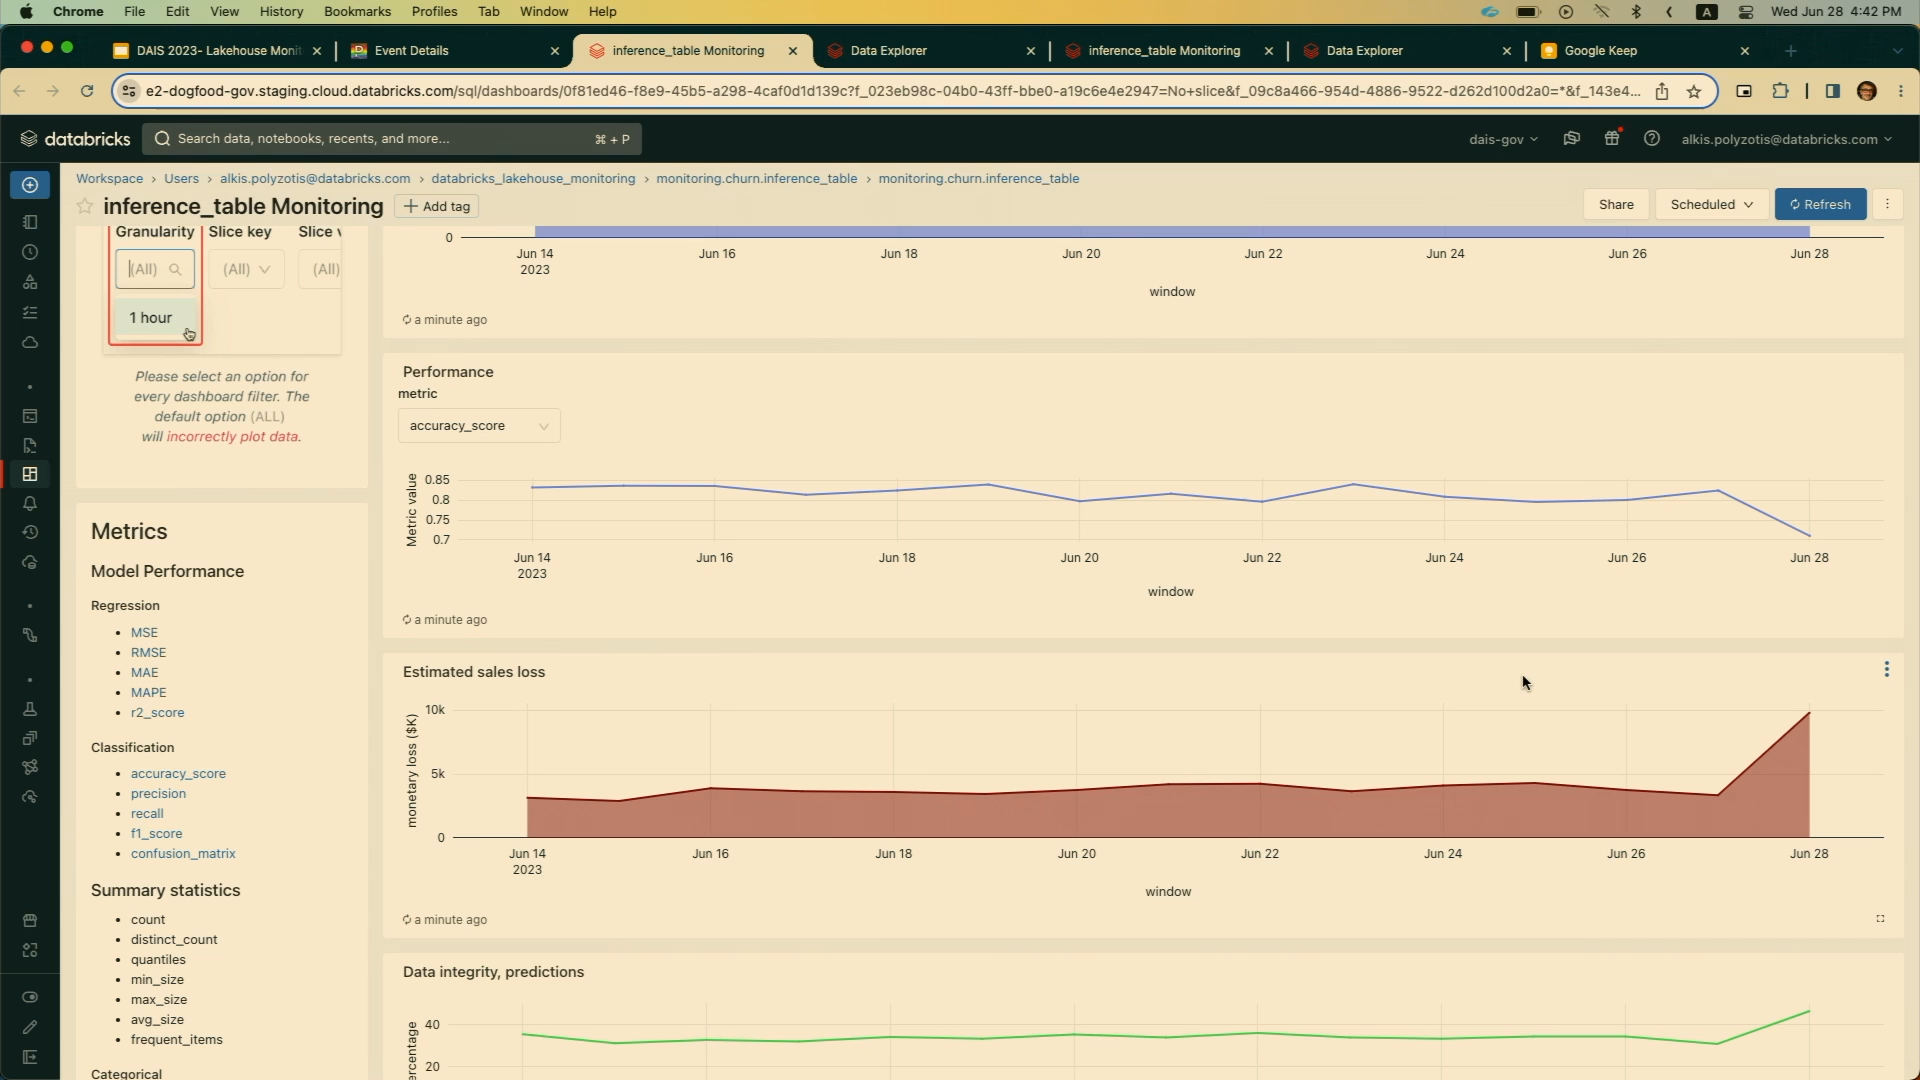 Chrome File Edit View History Bookmarks Profiles Tab Window Help
A Wed Jun 28 4:42 PM
DAIS 2023- Lakehouse Monit Event Details inference_table Monitoring Data Explorer inference_table Monitoring Data Explorer Google Keep
e2-dogfood-gov.staging.cloud.databricks.com/sql/dashboards/0f81ed46-f8e9-45b5-a298-4caf0d1d139c?f_023eb98c-04b0-43ff-bbe0-a19c6e4e2947=No+slice&f_09c8a466-954d-4886-9522-d262d100d2a0=*&f_143e4...
databricks Search data, notebooks, recents, and more... ⌘ + P dais-gov alkis.polyzotis@databricks.com
Workspace › Users › alkis.polyzotis@databricks.com › databricks_lakehouse_monitoring › monitoring.churn.inference_table › monitoring.churn.inference_table
inference_table Monitoring + Add tag Share Scheduled Refresh
Granularity Slice key Slice v
(All) (All) (All)
1 hour
Please select an option for
every dashboard filter. The
default option (ALL)
will incorrectly plot data.
Metrics
Model Performance
Regression
• MSE
• RMSE
• MAE
• MAPE
• r2_score
Classification
• accuracy_score
• precision
• recall
• f1_score
• confusion_matrix
Summary statistics
• count
• distinct_count
• quantiles
• min_size
• max_size
• avg_size
• frequent_items
Categorical
0
Jun 14 Jun 16 Jun 18 Jun 20 Jun 22 Jun 24 Jun 26 Jun 28
2023
window
a minute ago
Performance
metric
accuracy_score
Metric value
0.85
0.8
0.75
0.7
Jun 14 Jun 16 Jun 18 Jun 20 Jun 22 Jun 24 Jun 26 Jun 28
2023
window
a minute ago
Estimated sales loss
monetary loss ($K)
10k
5k
0
Jun 14 Jun 16 Jun 18 Jun 20 Jun 22 Jun 24 Jun 26 Jun 28
2023
window
a minute ago
Data integrity, predictions
ercentage
40
20